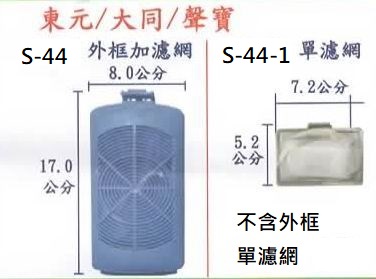 東元/大同/聲寶
S-44 外框加濾網
8.0公分
17.0
公分
S-44-1 單濾網
7.2公分
5.2
公分
不含外框
單濾網